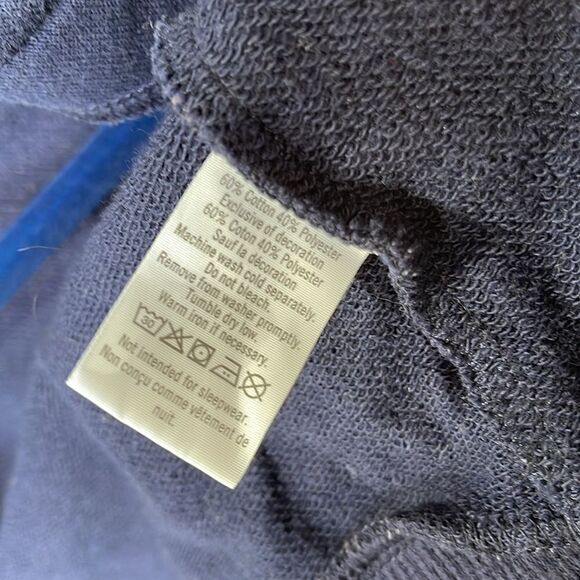 60% Cotton 40% Polyester
Exclusive of decoration
60% Coton 40% Polyester
Sauf la décoration
Machine wash cold separately.
Do not bleach.
Remove from washer promptly.
Tumble dry low.
Warm iron if necessary.
30
Not intended for sleepwear.
Non conçu comme vêtement de
nuit.